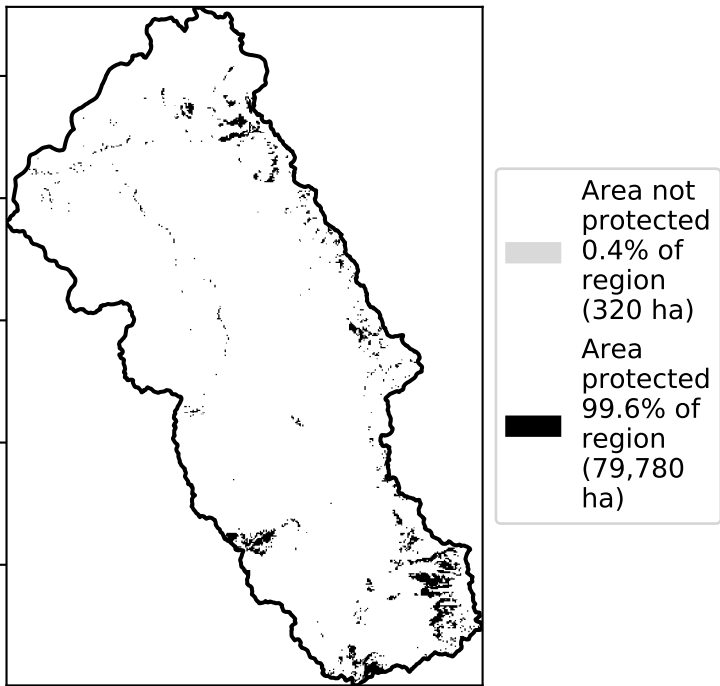 Area not
protected
0.4% of
region
(320 ha)
Area
protected
99.6% of
region
(79,780
ha)